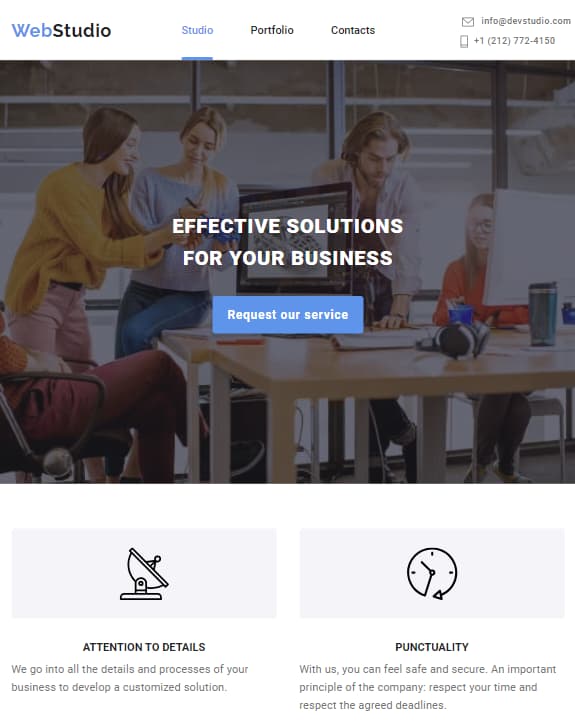 WebStudio
Studio
Portfolio
Contacts
info@devstudio.com
+1 (212) 772-4150
EFFECTIVE SOLUTIONS
FOR YOUR BUSINESS
Request our service
ATTENTION TO DETAILS
We go into all the details and processes of your
business to develop a customized solution.
PUNCTUALITY
With us, you can feel safe and secure. An important
principle of the company: respect your time and
respect the agreed deadlines.